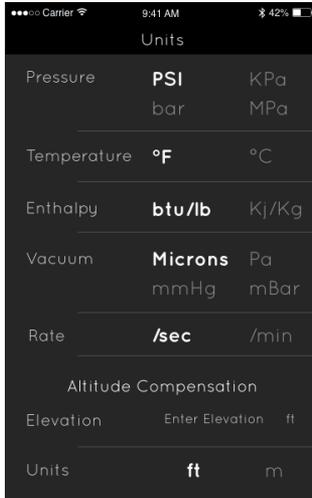 Carrier 9:41 AM 42%
Units
Pressure PSI KPa
bar MPa
Temperature °F °C
Enthalpy btu/lb Kj/Kg
Vacuum Microns Pa
mmHg mBar
Rate /sec /min
Altitude Compensation
Elevation Enter Elevation ft
Units ft m